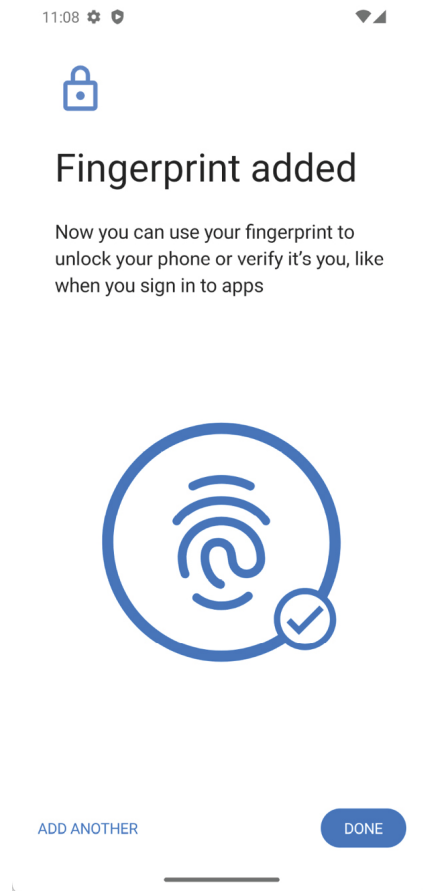 11:08
Fingerprint added
Now you can use your fingerprint to
unlock your phone or verify it's you, like
when you sign in to apps
ADD ANOTHER
DONE